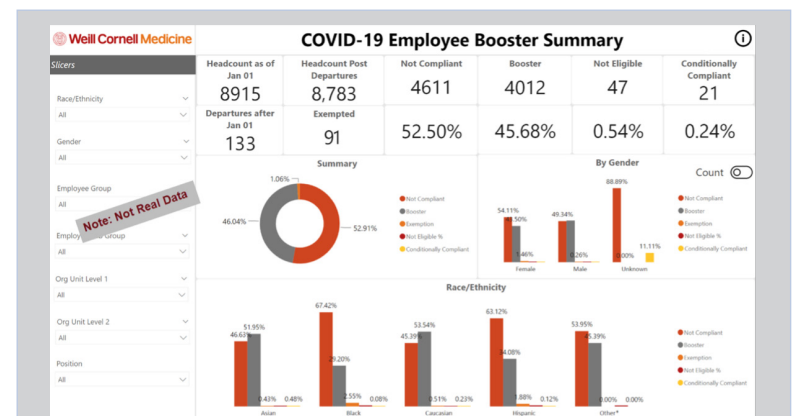 Weill Cornell Medicine
COVID-19 Employee Booster Summary
Slicers
Race/Ethnicity
All
Gender
All
Employee Group
All
Note: Not Real Data
All
Org Unit Level 1
All
Org Unit Level 2
All
Position
All
Headcount as of
Jan 01
8915
Headcount Post
Departures
8,783
Not Compliant
4611
Booster
4012
Not Eligible
47
Conditionally
Compliant
21
Departures after
Jan 01
133
Exempted
91
52.50%
45.68%
0.54%
0.24%
Summary
1.06%
46.04%
52.91%
Not Compliant
Booster
Exemption
Not Eligible %
Conditionally Compliant
By Gender
Count
88.89%
54.11%
49.34%
1.46%
0.26%
0.00%
11.11%
Female
Male
Unknown
Not Compliant
Booster
Exemption
Not Eligible %
Conditionally Compliant
Race/Ethnicity
46.63%
51.95%
0.43%
0.48%
67.42%
29.20%
2.55%
0.08%
45.39%
53.54%
0.51%
0.23%
63.12%
34.08%
1.88%
0.12%
53.95%
45.39%
0.00%
0.00%
Asian
Black
Caucasian
Hispanic
Other*
Not Compliant
Booster
Exemption
Not Eligible %
Conditionally Compliant